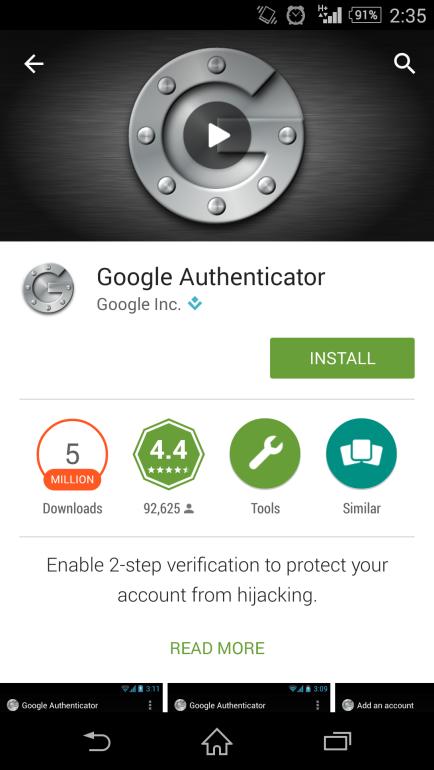 H+
91%
2:35
Google Authenticator
Google Inc.
INSTALL
5
MILLION
4.4
Downloads
92,625
Tools
Similar
Enable 2-step verification to protect your
account from hijacking.
READ MORE
3:11
3:09
Google Authenticator
Google Authenticator
Add an account